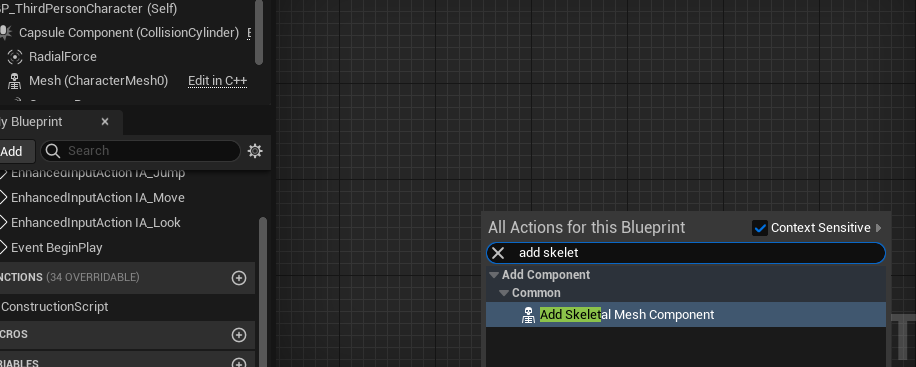 P_ThirdPersonCharacter (Self)
Capsule Component (CollisionCylinder)
RadialForce
Mesh (CharacterMesh0) Edit in C++
ly Blueprint
Add Search
EnhancedInputAction IA_Jump
EnhancedInputAction IA_Move
EnhancedInputAction IA_Look
Event BeginPlay
NCTIONS (34 OVERRIDABLE)
ConstructionScript
CROS
RIABLES
All Actions for this Blueprint Context Sensitive
add skelet
Add Component
Common
Add Skeletal Mesh Component